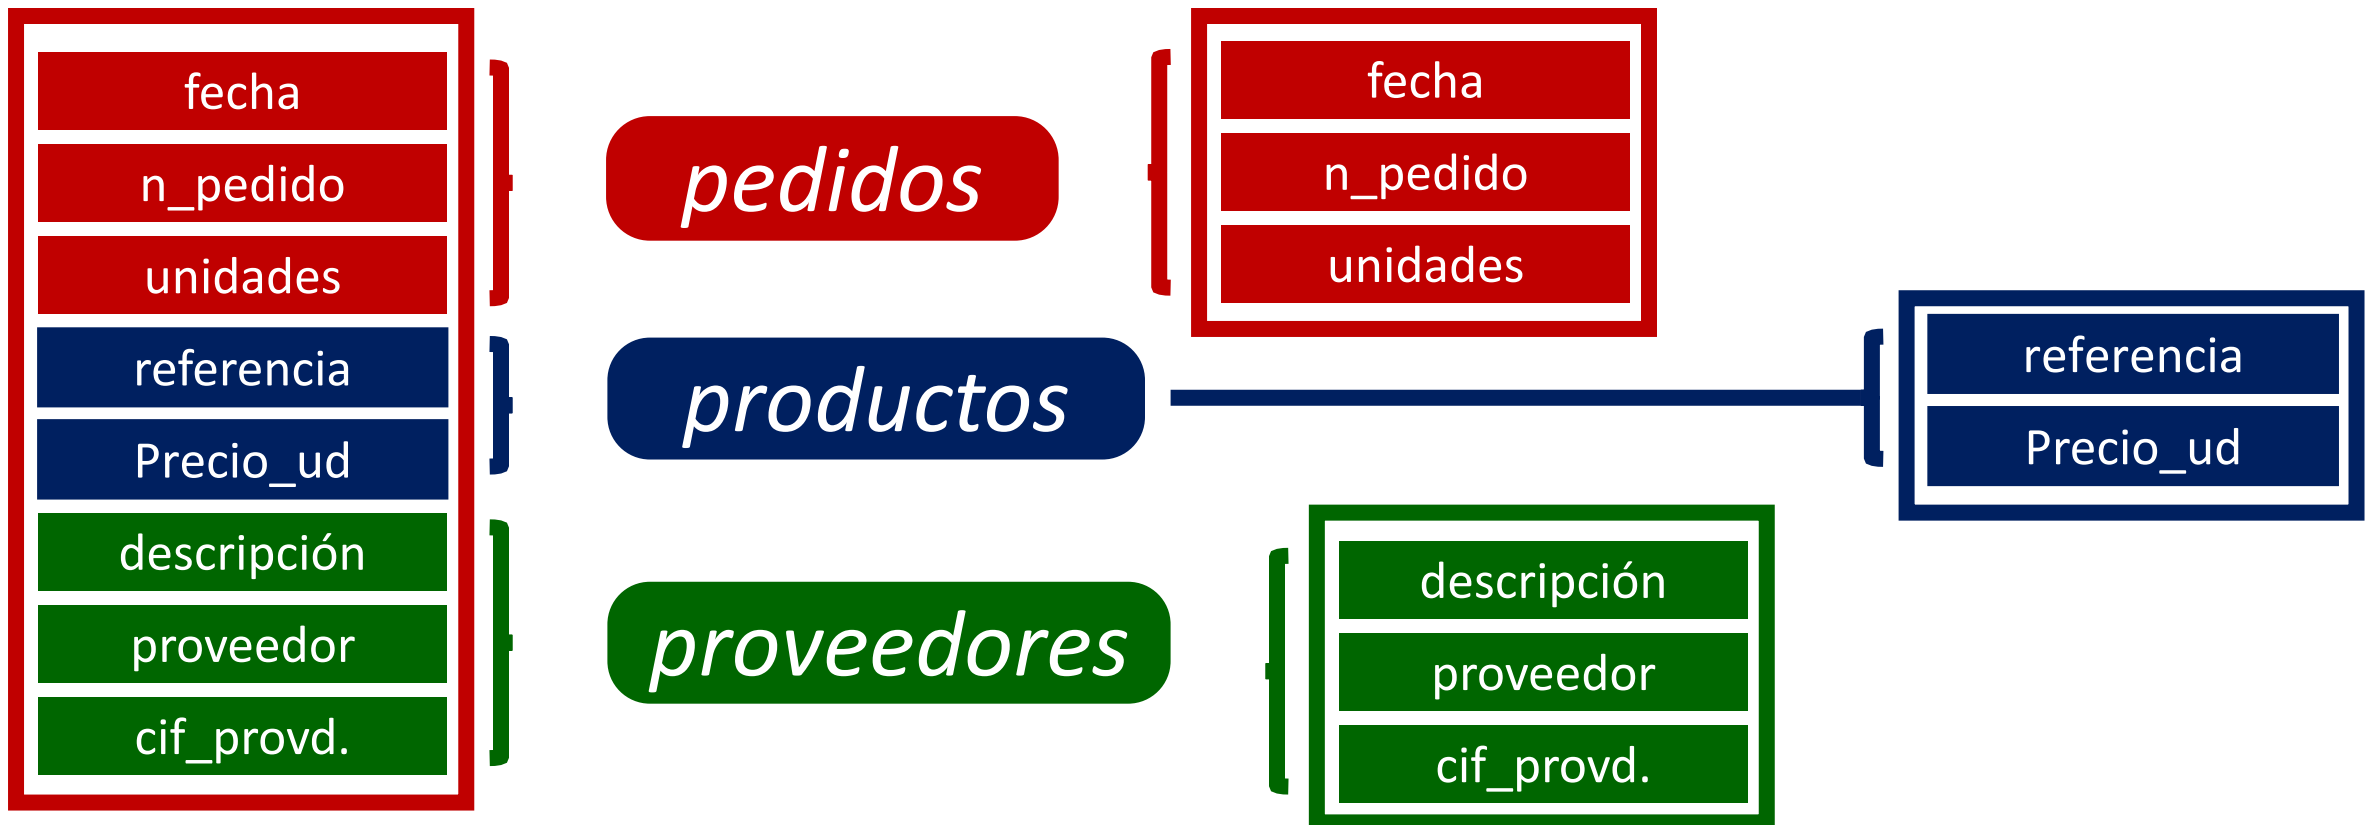 fecha
n_pedido
unidades
referencia
Precio_ud
descripción
proveedor
cif_provd.
pedidos
productos
proveedores
fecha
n_pedido
unidades
referencia
Precio_ud
descripción
proveedor
cif_provd.